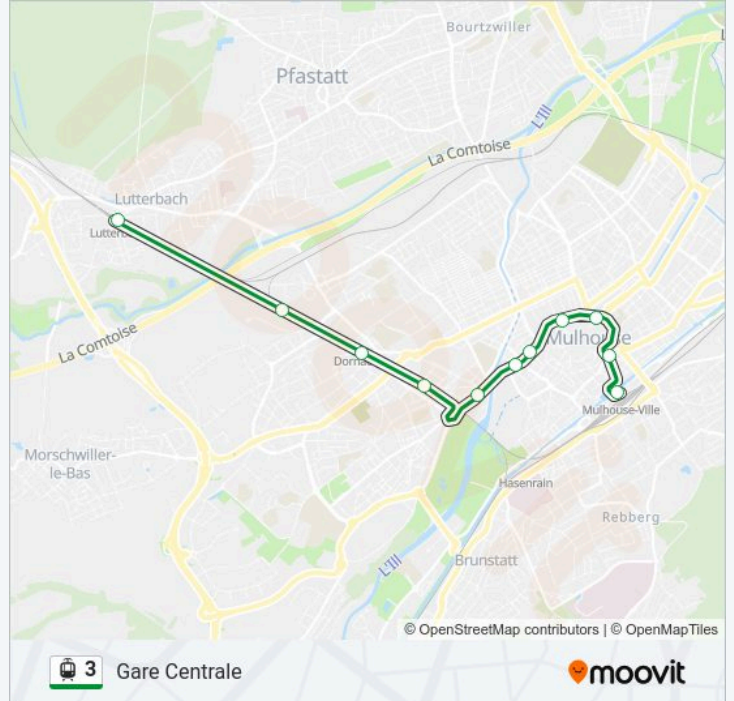 Bourtzwiller
Pfastatt
L'Ill
La Comtoise
Lutterbach
Lutterb
La Comtoise
Mulhouse
Dornac
Mulhouse-Ville
Morschwiller-
le-Bas
Hasenrain
Rebberg
Brunstatt
L'Ill
© OpenStreetMap contributors | © OpenMapTiles
3 Gare Centrale
moovit